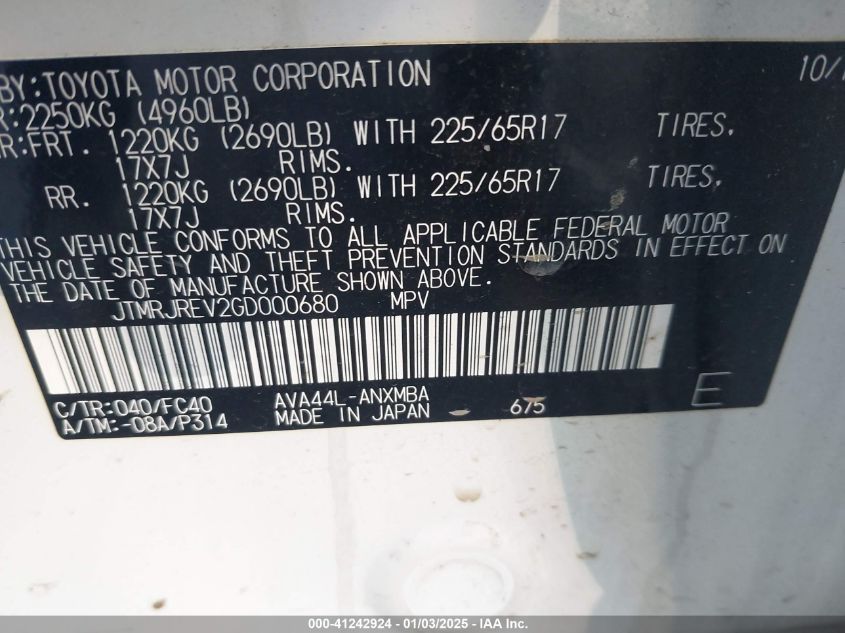 BY:TOYOTA MOTOR CORPORATION 10/1
R:2250KG (4960LB)
R:FRT. 1220KG (2690LB) WITH 225/65R17 TIRES,
17X7J RIMS.
RR. 1220KG (2690LB) WITH 225/65R17 TIRES,
17X7J RIMS.
THIS VEHICLE CONFORMS TO ALL APPLICABLE FEDERAL MOTOR
VEHICLE SAFETY AND THEFT PREVENTION STANDARDS IN EFFECT ON
THE DATE OF MANUFACTURE SHOWN ABOVE.
JTMRJREV2GD000680 MPV
C/TR:040/FC40 AVA44L-ANXMBA 675 E
A/TM:-08A/P314 MADE IN JAPAN
000-41242924 - 01/03/2025 - IAA Inc.